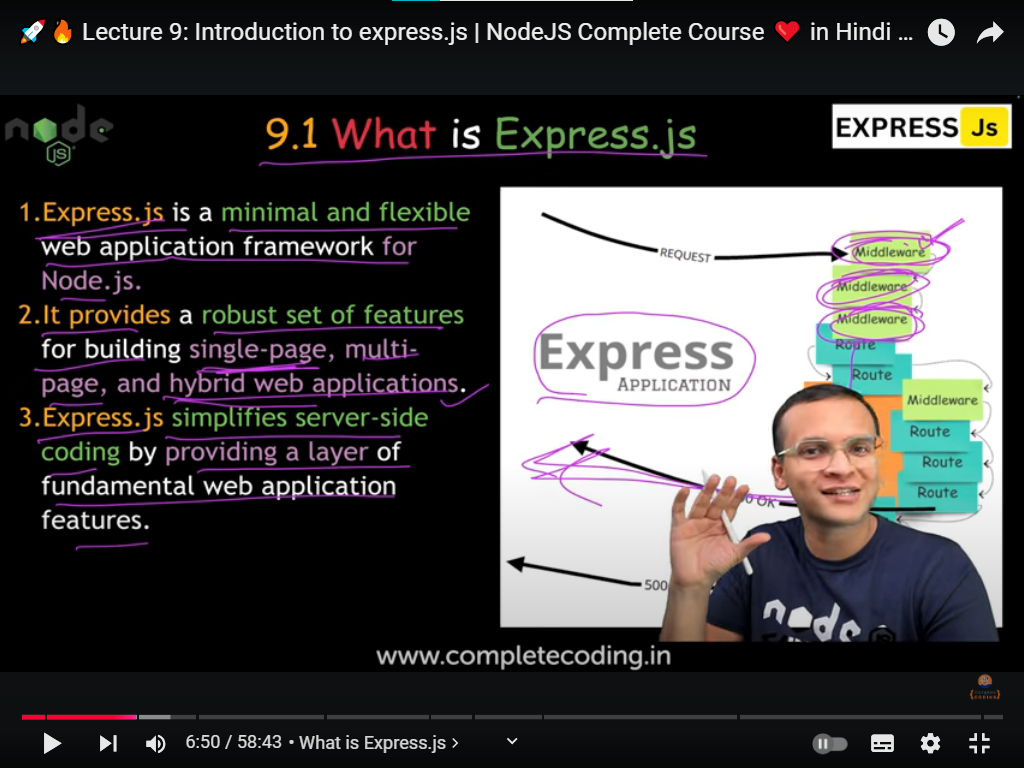 🚀🔥 Lecture 9: Introduction to express.js | NodeJS Complete Course ❤️ in Hindi ...
node
JS
9.1 What is Express.js
EXPRESS Js
1.Express.js is a minimal and flexible
web application framework for
Node.js.
2.It provides a robust set of features
for building single-page, multi-
page, and hybrid web applications.
3.Express.js simplifies server-side
coding by providing a layer of
fundamental web application
features.
REQUEST
Middleware
Middleware
Middleware
Route
Route
Express
APPLICATION
Middleware
Route
Route
Route
OK
500
node
JS
www.completecoding.in
6:50 / 58:43 • What is Express.js >